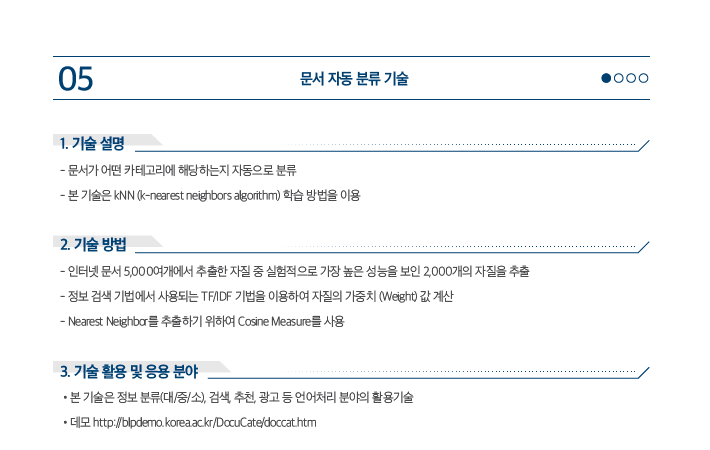 05
문서 자동 분류 기술
1. 기술 설명
- 문서가 어떤 카테고리에 해당하는지 자동으로 분류
- 본 기술은 kNN (k-nearest neighbors algorithm) 학습 방법을 이용
2. 기술 방법
- 인터넷 문서 5,000여개에서 추출한 자질 중 실험적으로 가장 높은 성능을 보인 2,000개의 자질을 추출
- 정보 검색 기법에서 사용되는 TF/IDF 기법을 이용하여 자질의 가중치 (Weight) 값 계산
- Nearest Neighbor를 추출하기 위하여 Cosine Measure를 사용
3. 기술 활용 및 응용 분야
• 본 기술은 정보 분류(대/중/소), 검색, 추천, 광고 등 언어처리 분야의 활용기술
• 데모 http://blpdemo.korea.ac.kr/DocuCate/doccat.htm